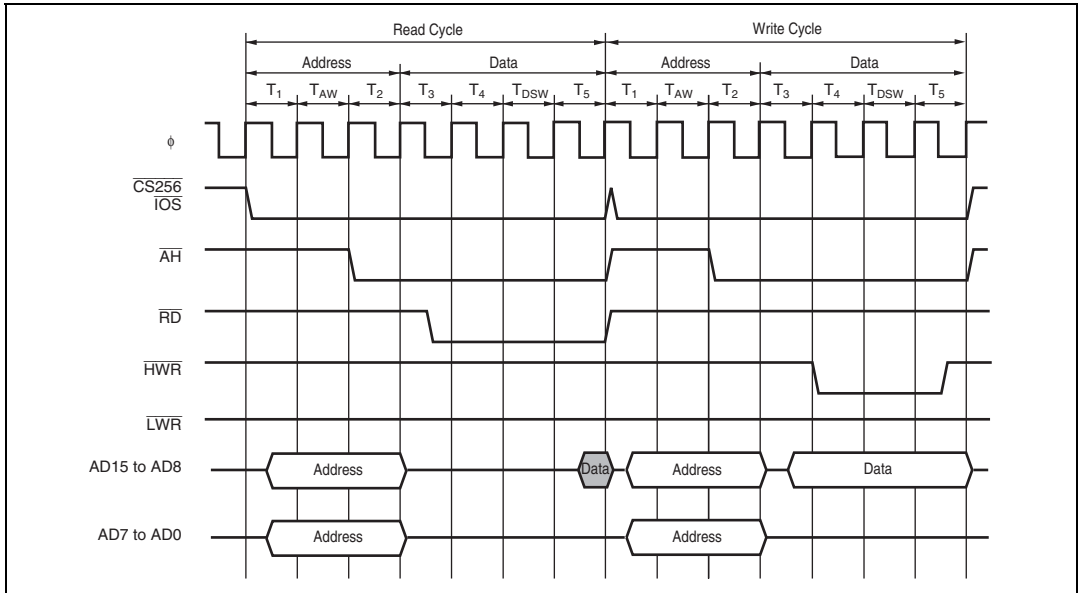 Read Cycle Write Cycle
Address Data Address Data
T1 TAW T2 T3 T4 TDSW T5 T1 TAW T2 T3 T4 TDSW T5
ϕ
CS256
IOS
AH
RD
HWR
LWR
AD15 to AD8 Address Data Address Data
AD7 to AD0 Address Address